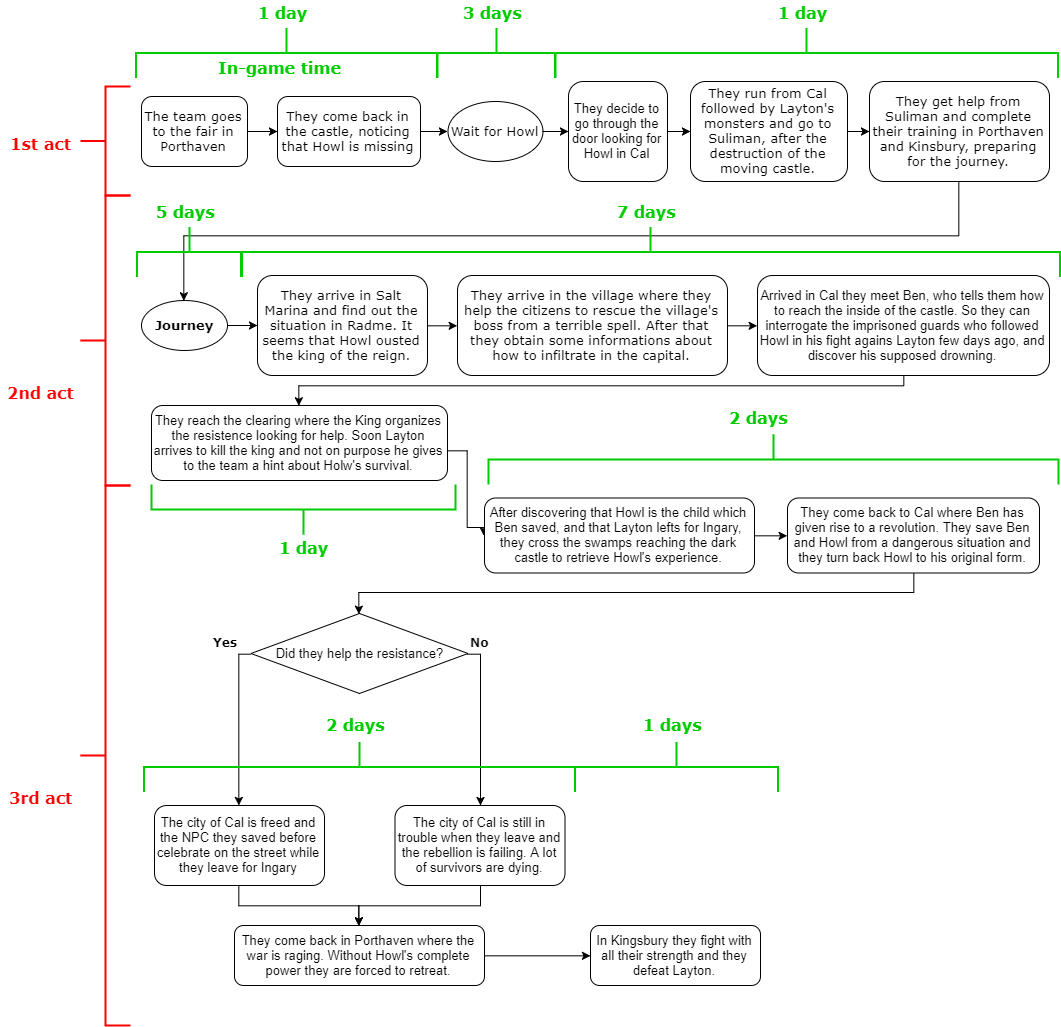 1 day
3 days
1 day
In-game time
1st act
The team goes
to the fair in
Porthaven
They come back in
the castle, noticing
that Howl is missing
Wait for Howl
They decide to
go through the
door looking for
Howl in Cal
They run from Cal
followed by Layton's
monsters and go to
Suliman, after the
destruction of the
moving castle.
They get help from
Suliman and complete
their training in Porthaven
and Kinsbury, preparing
for the journey.
5 days
7 days
2nd act
Journey
They arrive in Salt
Marina and find out the
situation in Radme. It
seems that Howl ousted
the king of the reign.
They arrive in the village where they
help the citizens to rescue the village's
boss from a terrible spell. After that
they obtain some informations about
how to infiltrate in the capital.
Arrived in Cal they meet Ben, who tells them how
to reach the inside of the castle. So they can
interrogate the imprisoned guards who followed
Howl in his fight agains Layton few days ago, and
discover his supposed drowning.
They reach the clearing where the King organizes
the resistence looking for help. Soon Layton
arrives to kill the king and not on purpose he gives
to the team a hint about Holw's survival.
1 day
2 days
After discovering that Howl is the child which
Ben saved, and that Layton lefts for Ingary,
they cross the swamps reaching the dark
castle to retrieve Howl's experience.
They come back to Cal where Ben has
given rise to a revolution. They save Ben
and Howl from a dangerous situation and
they turn back Howl to his original form.
Yes
Did they help the resistance?
No
2 days
1 days
3rd act
The city of Cal is freed and
the NPC they saved before
celebrate on the street while
they leave for Ingary
The city of Cal is still in
trouble when they leave and
the rebellion is failing. A lot
of survivors are dying.
They come back in Porthaven where the
war is raging. Without Howl's complete
power they are forced to retreat.
In Kingsbury they fight with
all their strength and they
defeat Layton.